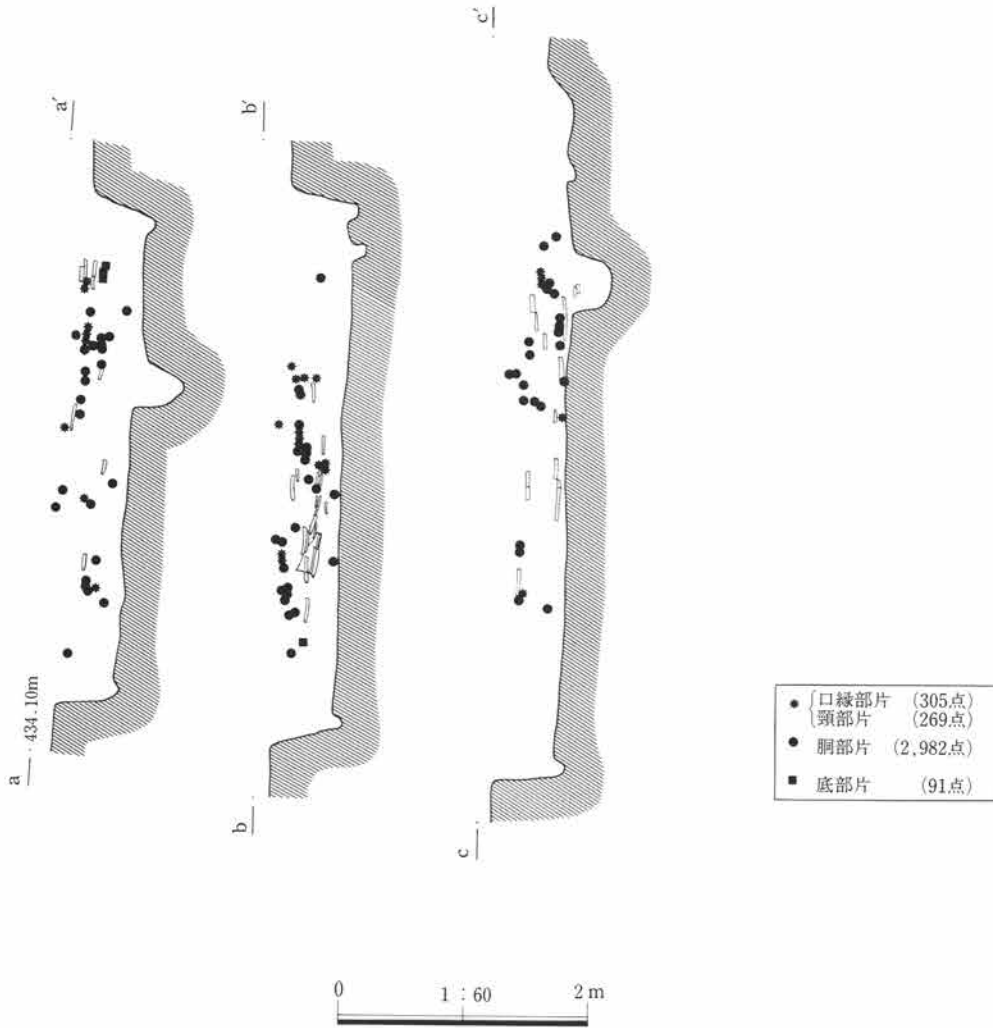 c′
a′
b′
434.10m
a
b
c
口縁部片 (305点)
頸部片 (269点)
胴部片 (2,982点)
底部片 (91点)
0 1 : 60 2 m